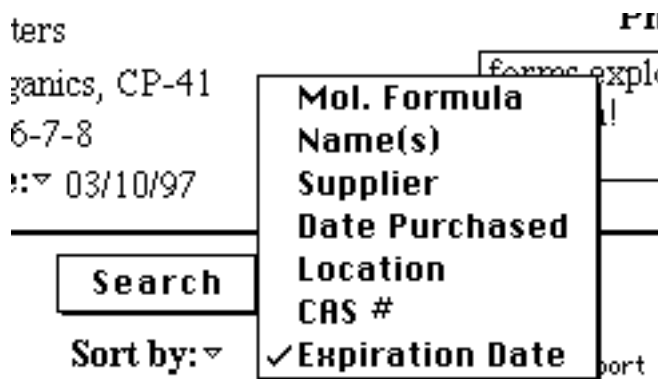 ters
ganics, CP-41
6-7-8
03/10/97
Mol. Formula
Name(s)
Supplier
Date Purchased
Location
CAS #
✓Expiration Date
Search
Sort by: